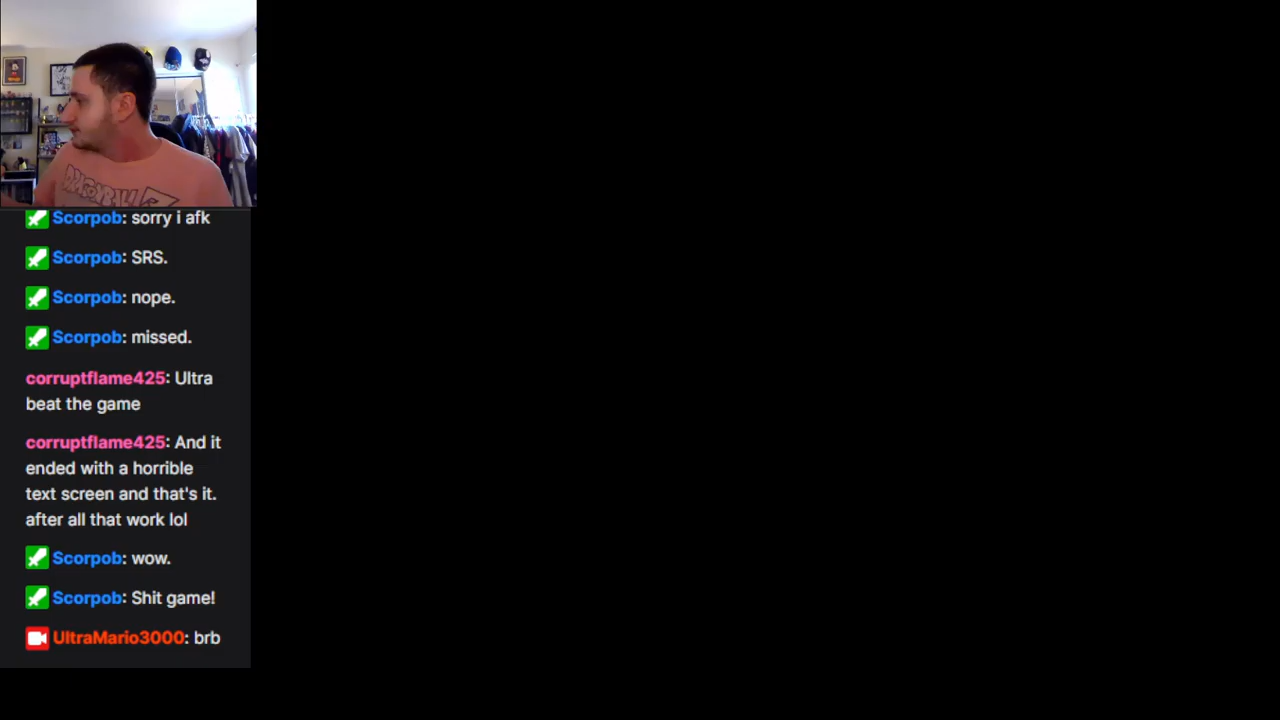 DRAGONBALL Z
Scorpob: sorry i afk
Scorpob: SRS.
Scorpob: nope.
Scorpob: missed.
corruptflame425: Ultra
beat the game
corruptflame425: And it
ended with a horrible
text screen and that's it.
after all that work lol
Scorpob: wow.
Scorpob: Shit game!
UltraMario3000: brb